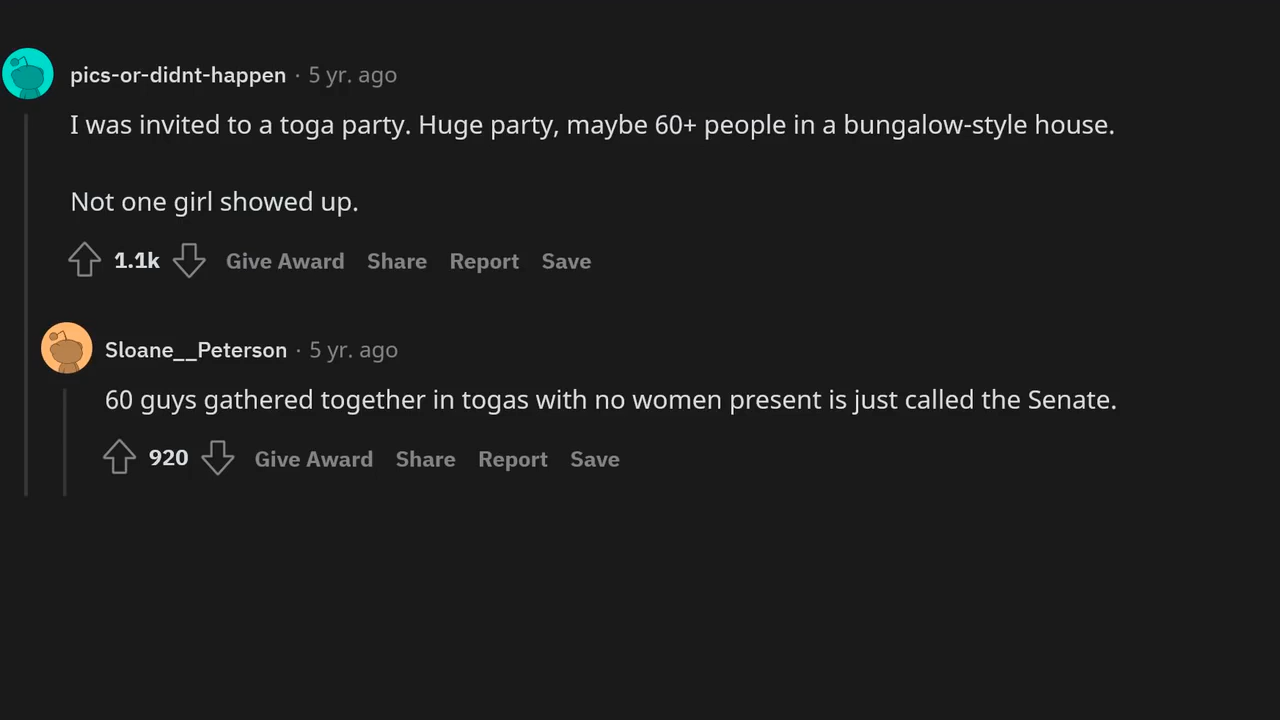 pics-or-didnt-happen · 5 yr. ago
I was invited to a toga party. Huge party, maybe 60+ people in a bungalow-style house.
Not one girl showed up.
1.1k Give Award Share Report Save
Sloane__Peterson · 5 yr. ago
60 guys gathered together in togas with no women present is just called the Senate.
920 Give Award Share Report Save